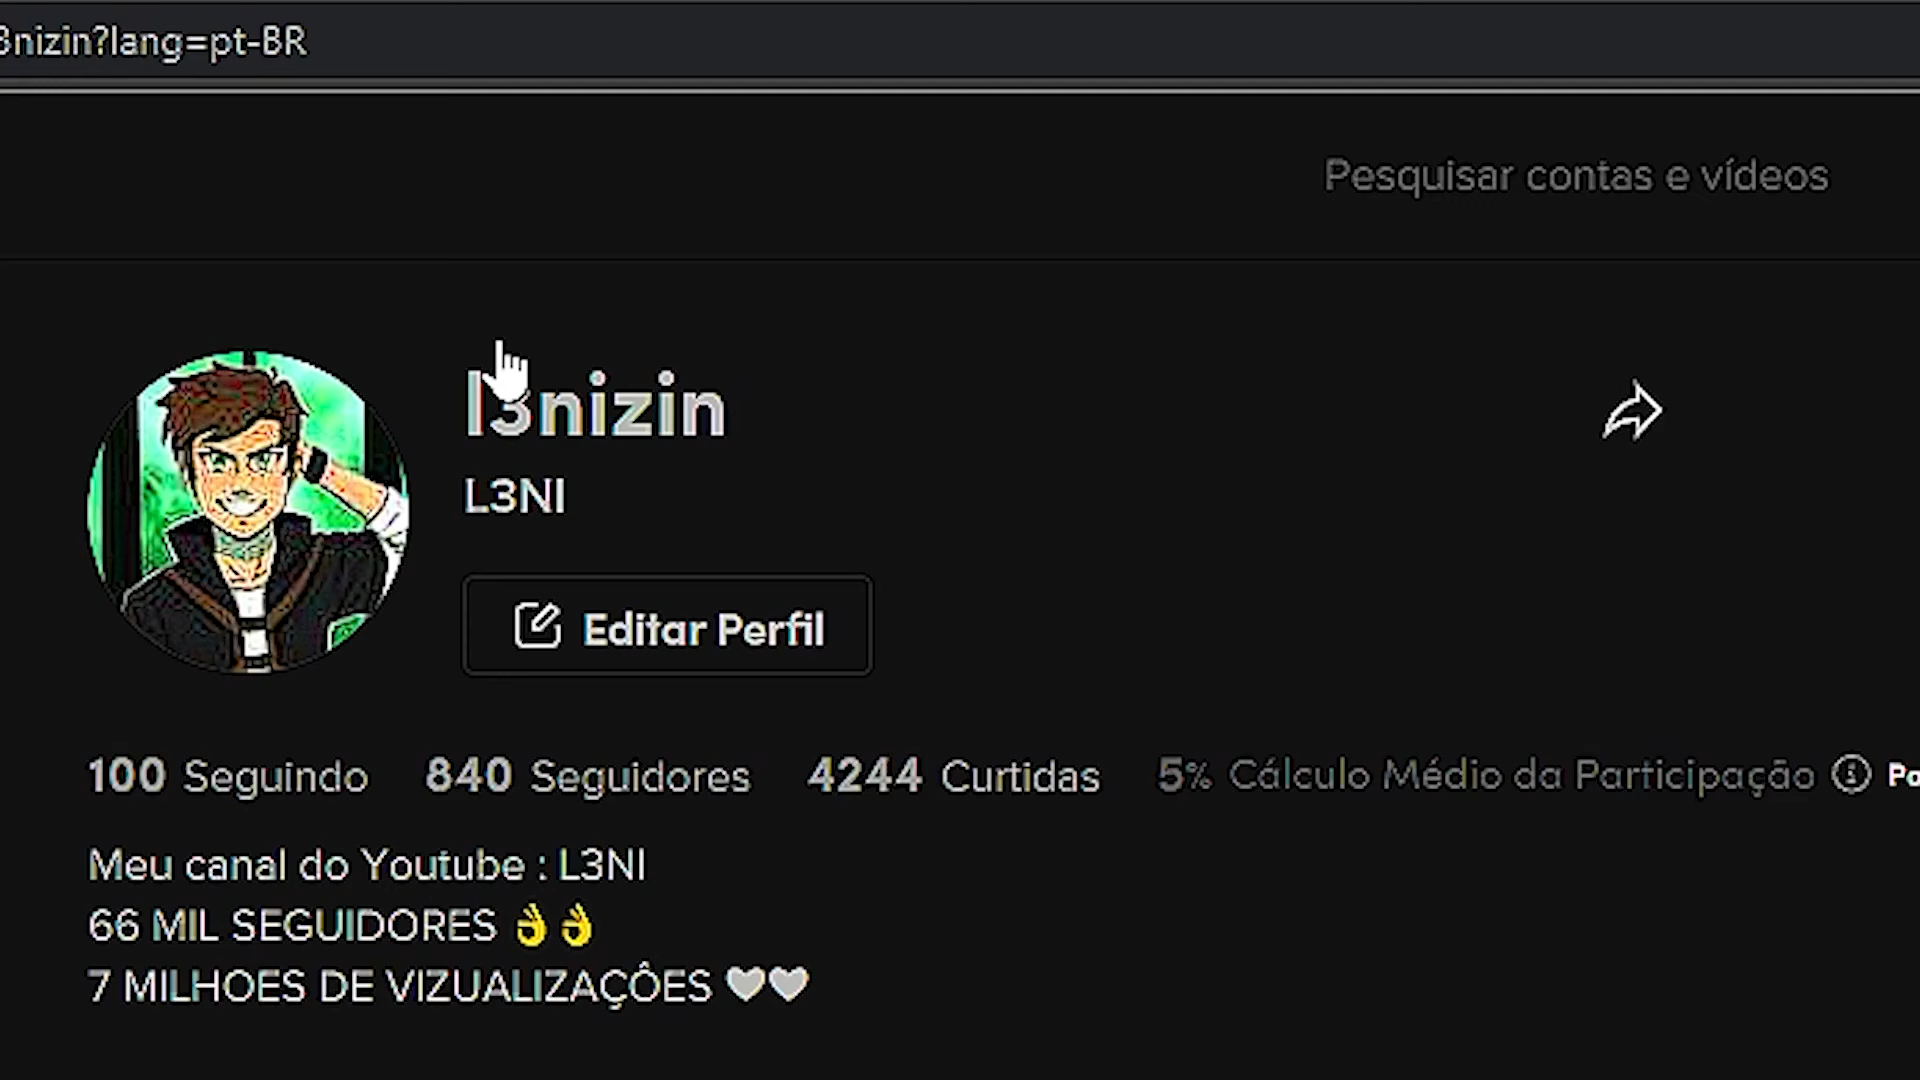 3nizin?lang=pt-BR
Pesquisar contas e vídeos
l3nizin
L3NI
Editar Perfil
100 Seguindo 840 Seguidores 4244 Curtidas 5% Cálculo Médio da Participação
Meu canal do Youtube : L3NI
66 MIL SEGUIDORES 👌👌
7 MILHOES DE VIZUALIZAÇÔES 🤍🤍